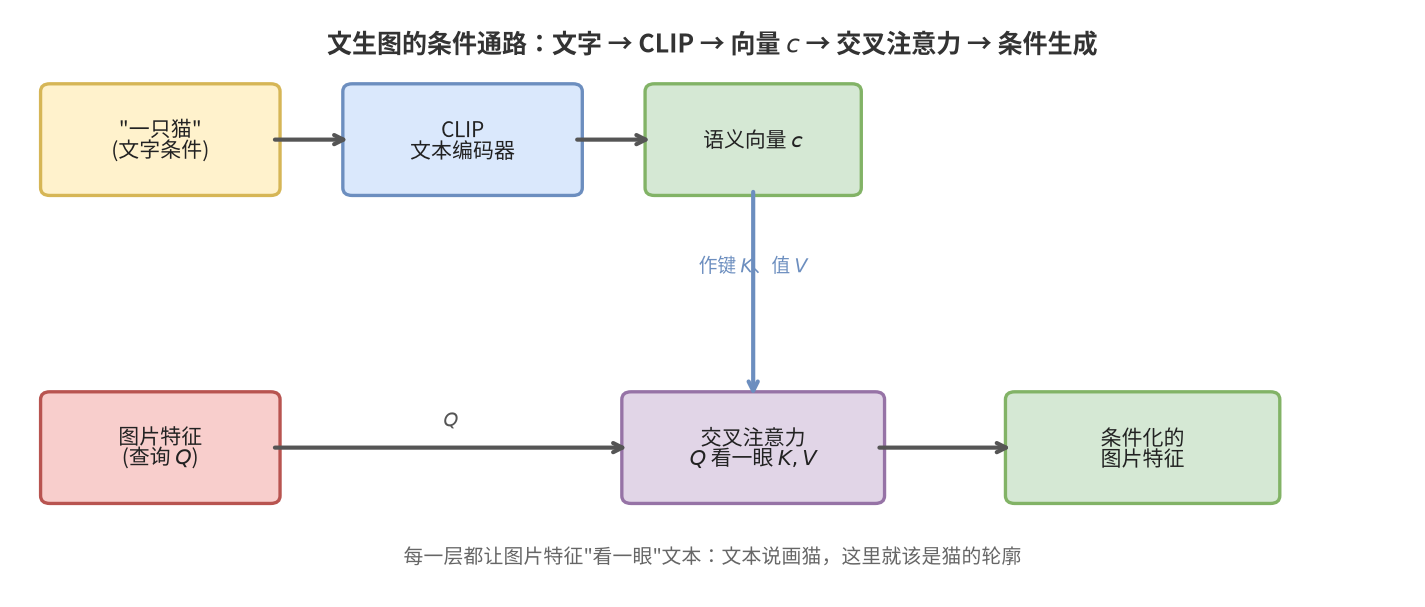 文生图的条件通路：文字 → CLIP → 向量 c → 交叉注意力 → 条件生成
"一只猫"
(文字条件)
CLIP
文本编码器
语义向量 c
作键 K、值 V
图片特征
(查询 Q)
Q
交叉注意力
Q 看一眼 K, V
条件化的
图片特征
每一层都让图片特征"看一眼"文本：文本说画猫，这里就该是猫的轮廓